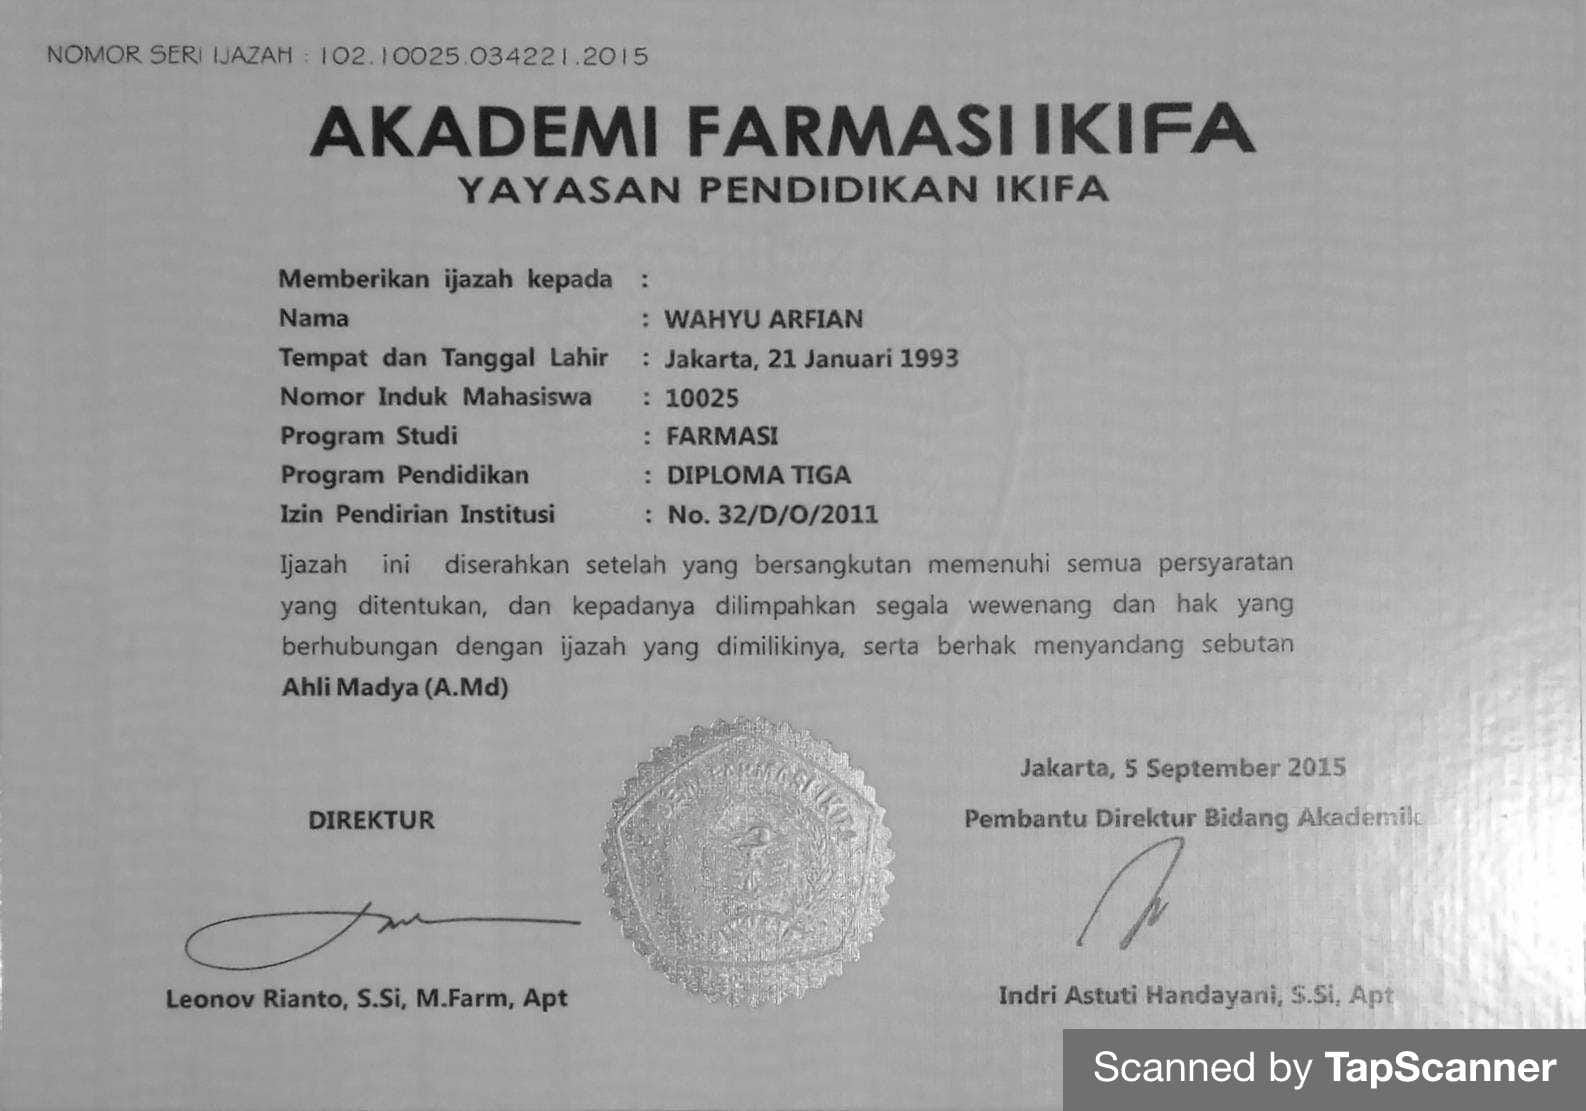 NOMOR SERI IJAZAH : 102.10025.034221.2015
AKADEMI FARMASI IKIFA
YAYASAN PENDIDIKAN IKIFA
Memberikan ijazah kepada :
Nama : WAHYU ARFIAN
Tempat dan Tanggal Lahir : Jakarta, 21 Januari 1993
Nomor Induk Mahasiswa : 10025
Program Studi : FARMASI
Program Pendidikan : DIPLOMA TIGA
Izin Pendirian Institusi : No. 32/D/O/2011
Ijazah ini diserahkan setelah yang bersangkutan memenuhi semua persyaratan
yang ditentukan, dan kepadanya dilimpahkan segala wewenang dan hak yang
berhubungan dengan ijazah yang dimilikinya, serta berhak menyandang sebutan
Ahli Madya (A.Md)
Jakarta, 5 September 2015
DIREKTUR
Pembantu Direktur Bidang Akademik
Leonov Rianto, S.Si, M.Farm, Apt
Indri Astuti Handayani, S.Si, Apt
Scanned by TapScanner